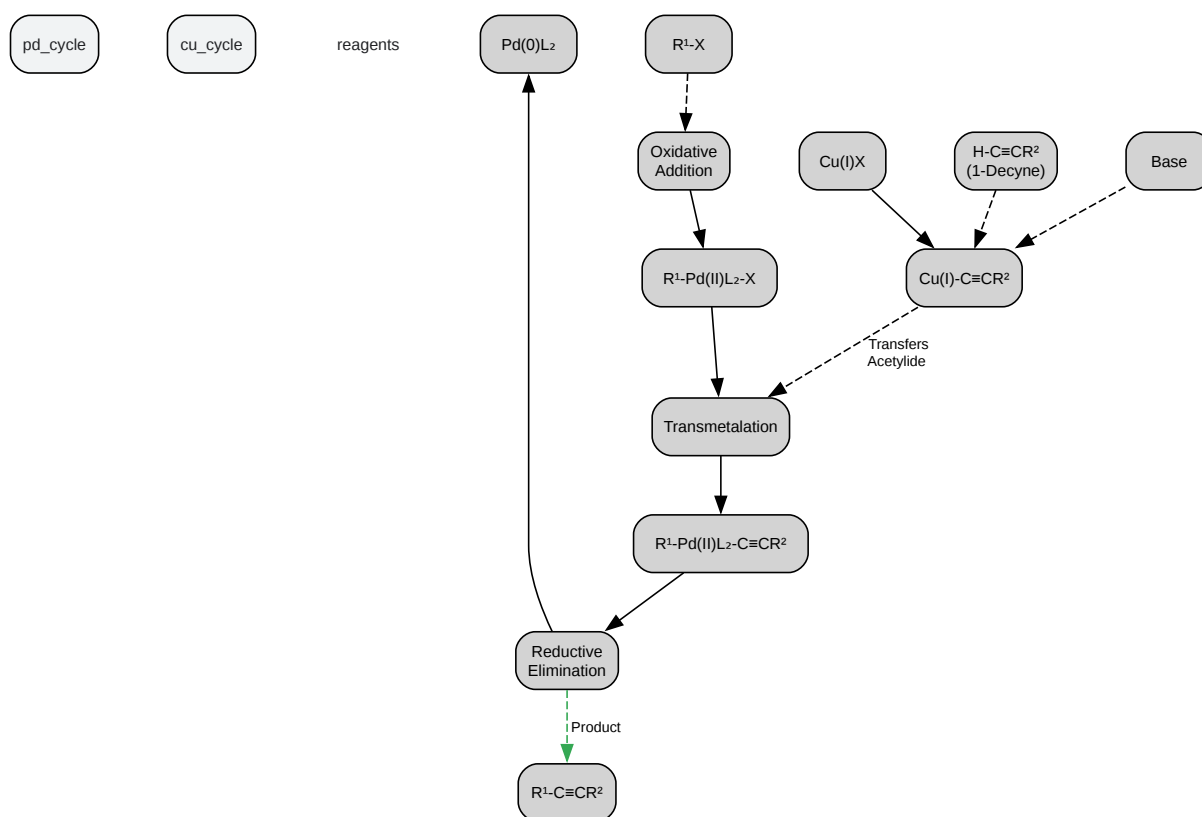 pd_cycle
cu_cycle
reagents
Pd(0)L₂
R¹-X
Oxidative
Addition
Cu(I)X
H-C≡CR²
(1-Decyne)
Base
R¹-Pd(II)L₂-X
Cu(I)-C≡CR²
Transfers
Acetylide
Transmetalation
R¹-Pd(II)L₂-C≡CR²
Reductive
Elimination
Product
R¹-C≡CR²